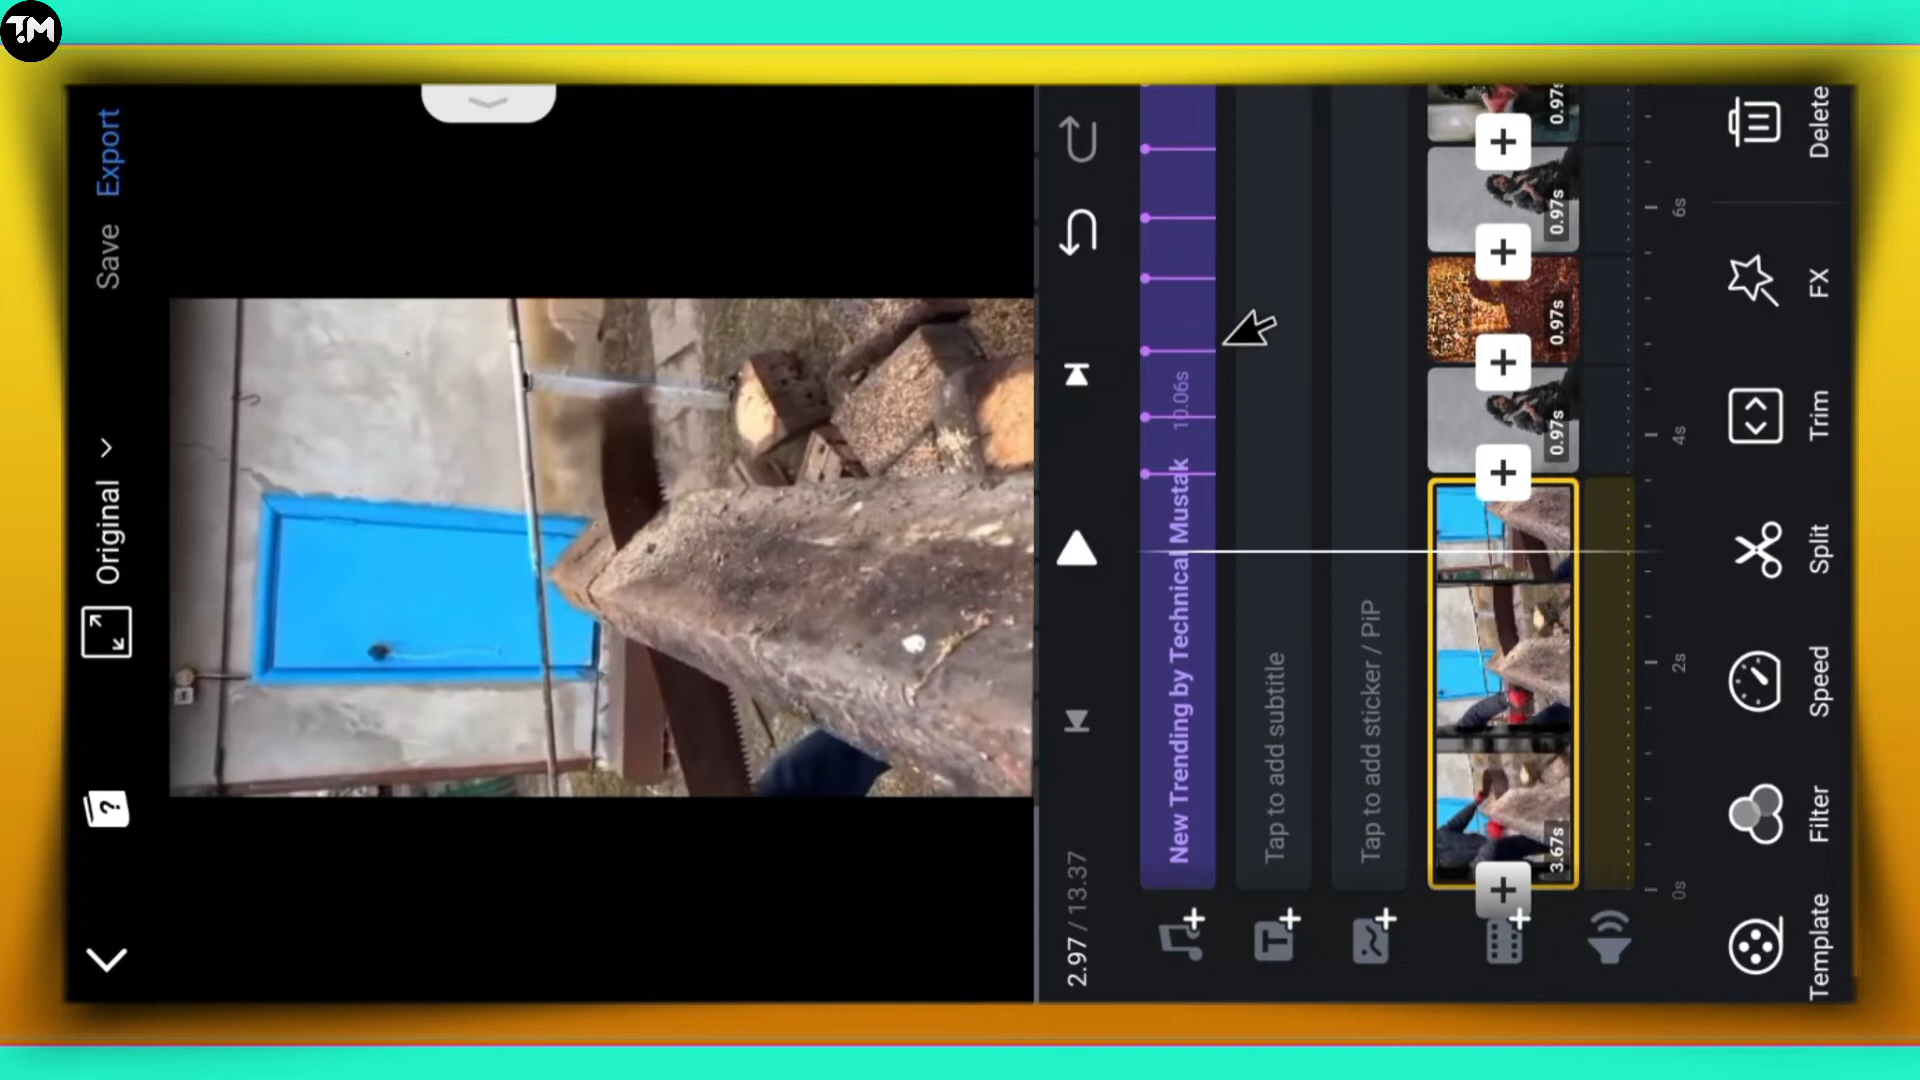 TM
Save Export
Original
?
2.97 / 13.37
New Trending by Technical Mustak 10.06s
Tap to add subtitle
Tap to add sticker / PiP
T
3.67s
0.97s
0.97s
0.97s
0.97s
0s
2s
4s
6s
Template
Filter
Speed
Split
Trim
FX
Delete